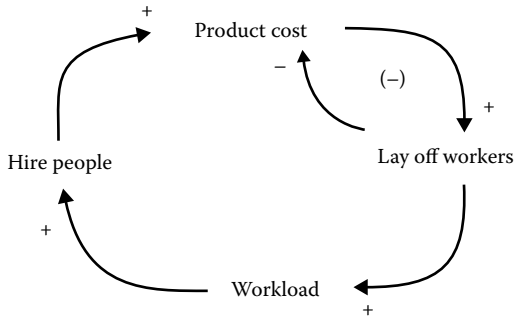 +
Product cost
–
(–)
+
Hire people
Lay off workers
+
Workload
+